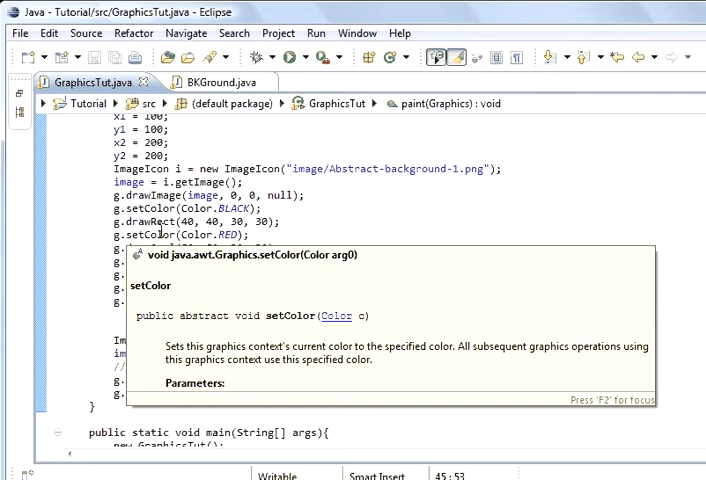 Java - Tutorial/src/GraphicsTut.java - Eclipse
File Edit Source Refactor Navigate Search Project Run Window Help
GraphicsTut.java BKGround.java
Tutorial src (default package) GraphicsTut paint(Graphics) : void
x1 = 100;
y1 = 100;
x2 = 200;
y2 = 200;
ImageIcon i = new ImageIcon("image/Abstract-background-1.png");
image = i.getImage();
g.drawImage(image, 0, 0, null);
g.setColor(Color.BLACK);
g.drawRect(40, 40, 30, 30);
g.setColor(Color.RED);
void java.awt.Graphics.setColor(Color arg0)
g.
setColor
g.
public abstract void setColor(Color c)
Im
Sets this graphics context's current color to the specified color. All subsequent graphics operations using
im
this graphics context use this specified color.
//
g.
Parameters:
g.
Press 'F2' for focus
}
public static void main(String[] args){
new GraphicsTut();
Writable Smart Insert 45 : 53